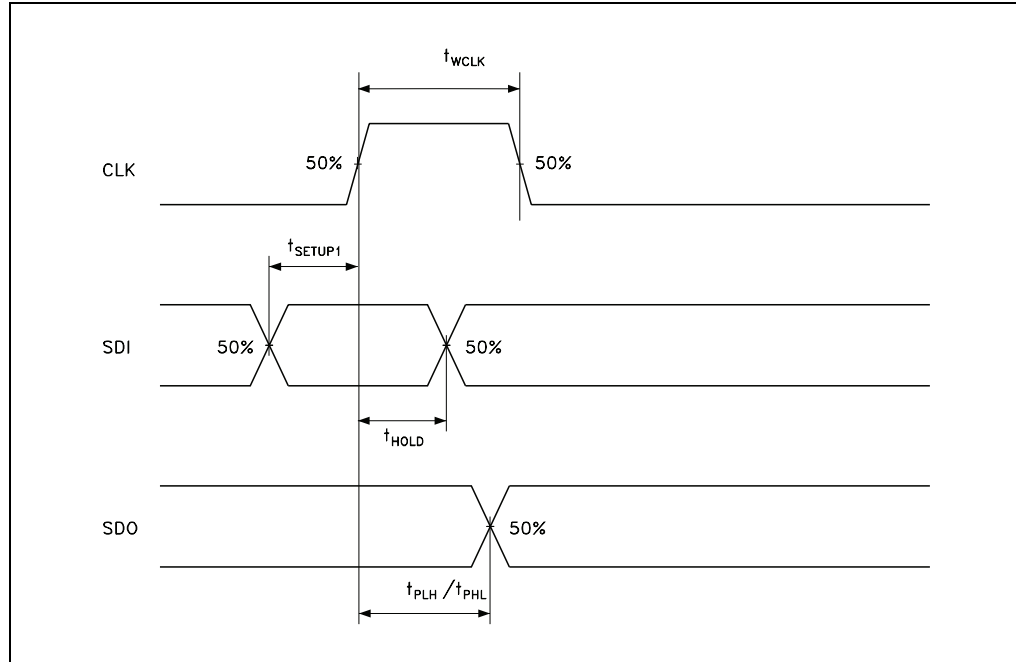 tWCLK
CLK
50%
50%
tSETUP1
SDI
50%
50%
tHOLD
SDO
50%
tPLH /tPHL